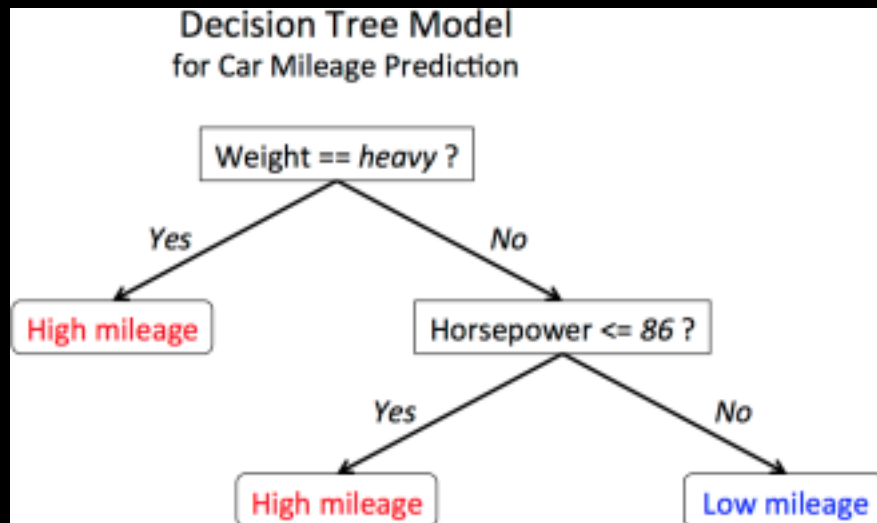 Decision Tree Model
for Car Mileage Prediction
Weight == heavy ?
Yes
No
High mileage
Horsepower <= 86 ?
Yes
No
High mileage
Low mileage